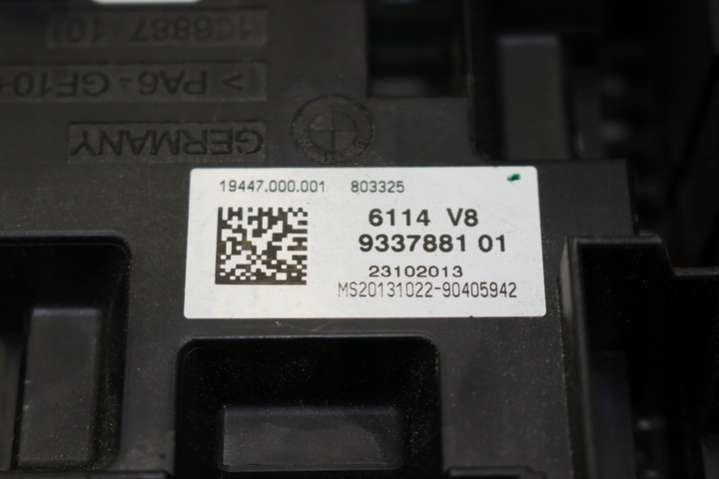 > PA6-GF10
GERMANY
19447.000.001 803325
6114 V8
9337881 01
23102013
MS20131022-90405942